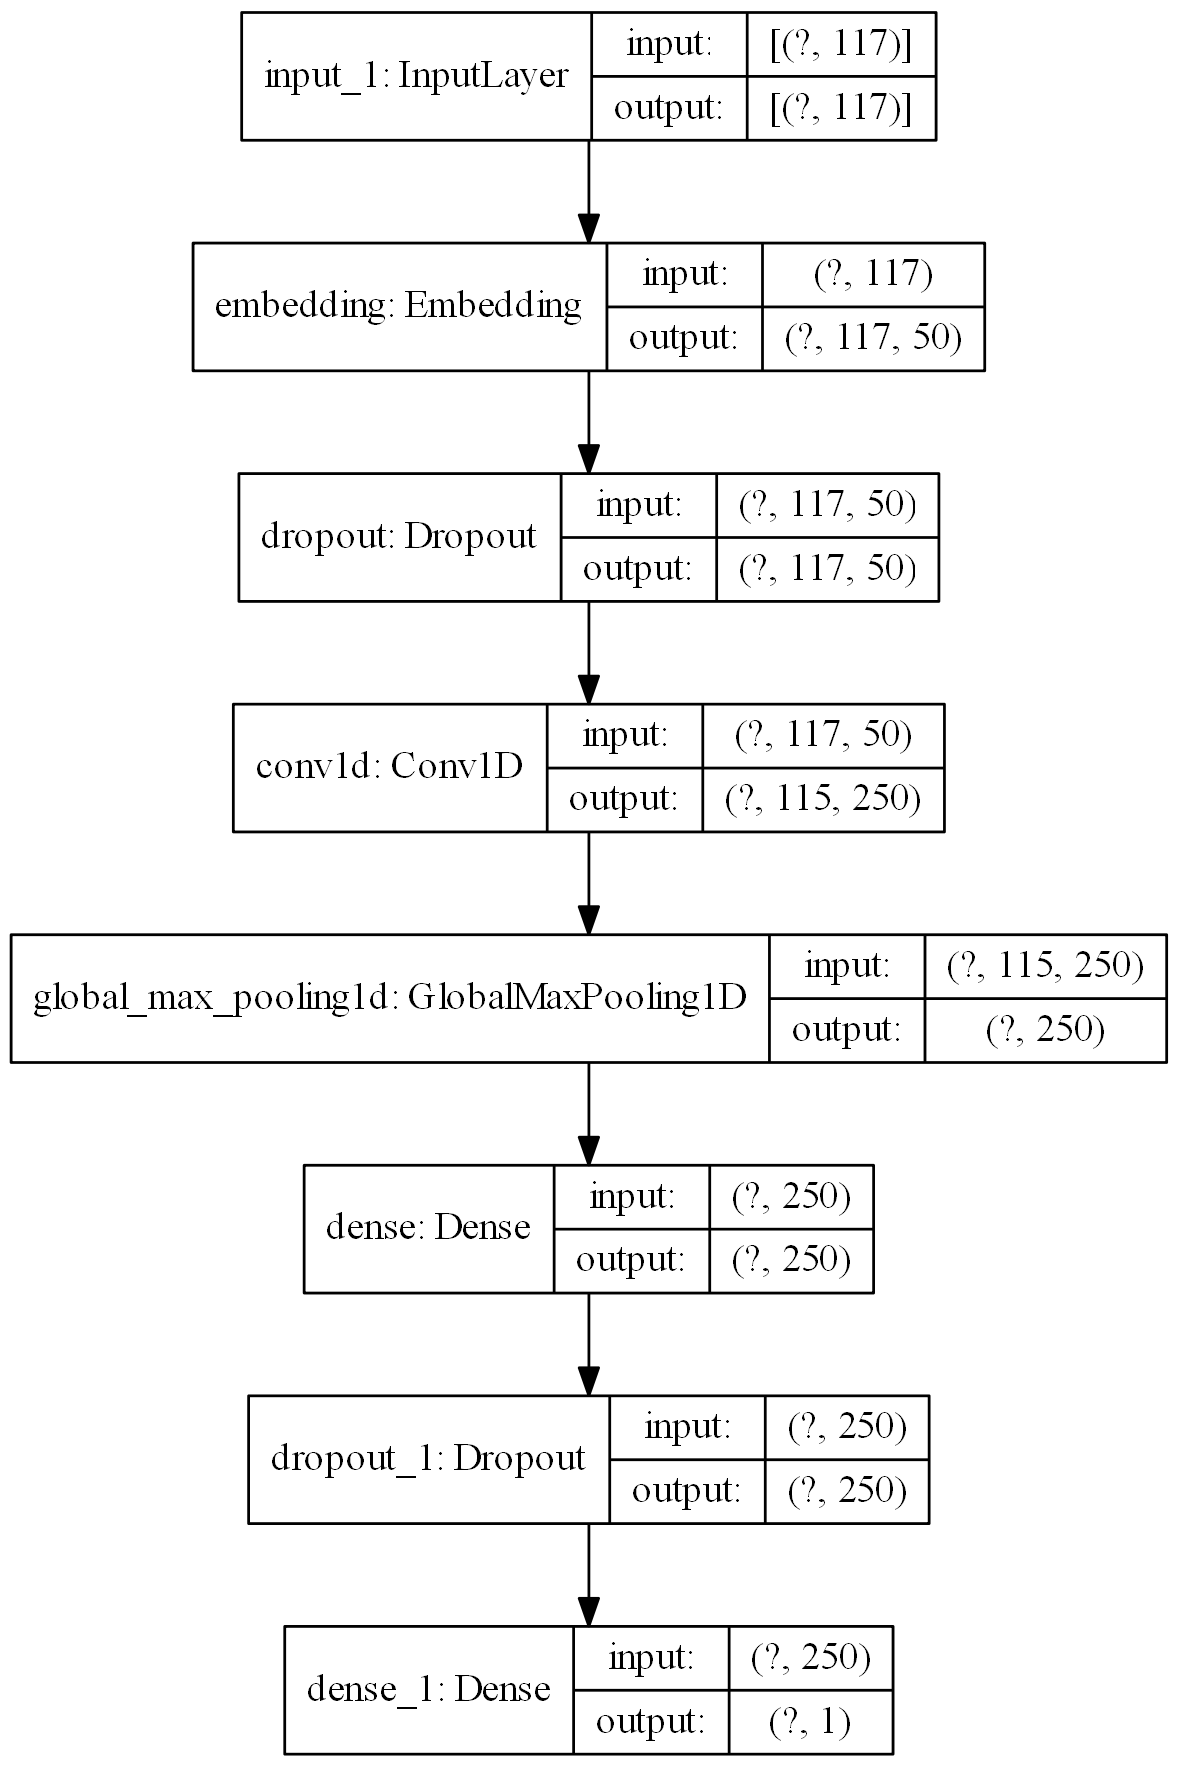 input_1: InputLayer
input: [(?, 117)]
output: [(?, 117)]
embedding: Embedding
input: (?, 117)
output: (?, 117, 50)
dropout: Dropout
input: (?, 117, 50)
output: (?, 117, 50)
conv1d: Conv1D
input: (?, 117, 50)
output: (?, 115, 250)
global_max_pooling1d: GlobalMaxPooling1D
input: (?, 115, 250)
output: (?, 250)
dense: Dense
input: (?, 250)
output: (?, 250)
dropout_1: Dropout
input: (?, 250)
output: (?, 250)
dense_1: Dense
input: (?, 250)
output: (?, 1)